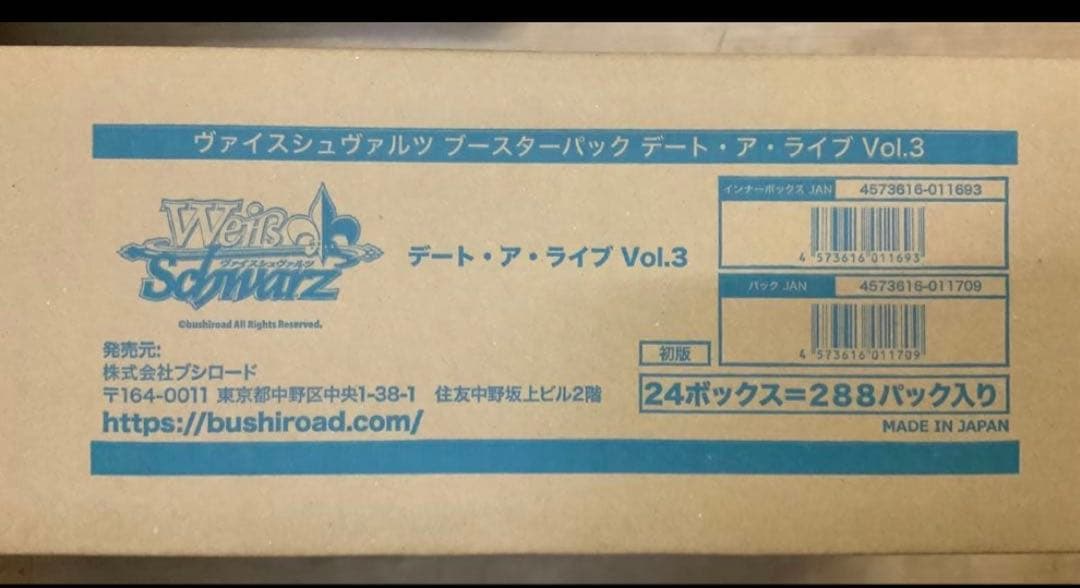 ヴァイスシュヴァルツ ブースターパック デート・ア・ライブ Vol.3
Weiß
ヴァイスシュヴァルツ
Schwarz
©bushiroad All Rights Reserved.
デート・ア・ライブ Vol.3
インナーボックス JAN 4573616-011693
4 573616 011693
パック JAN 4573616-011709
4 573616 011709
発売元:
株式会社ブシロード
〒164-0011 東京都中野区中央1-38-1 住友中野坂上ビル2階
https://bushiroad.com/
初版
24ボックス=288パック入り
MADE IN JAPAN